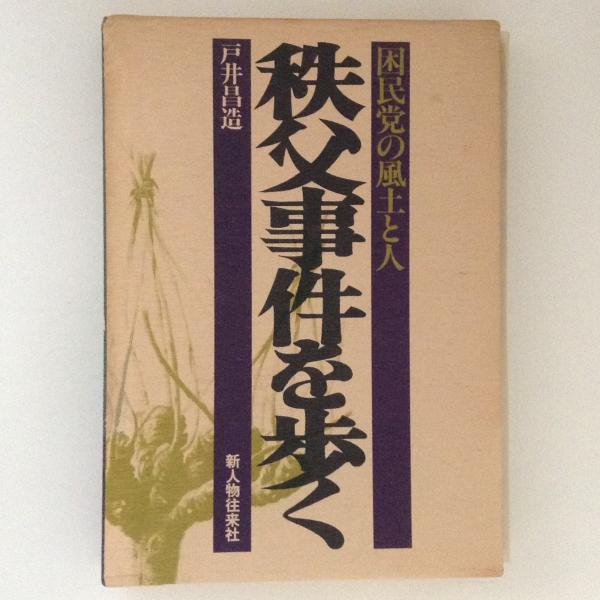 困民党の風土と人
秩父事件を歩く
戸井昌造
新人物往来社